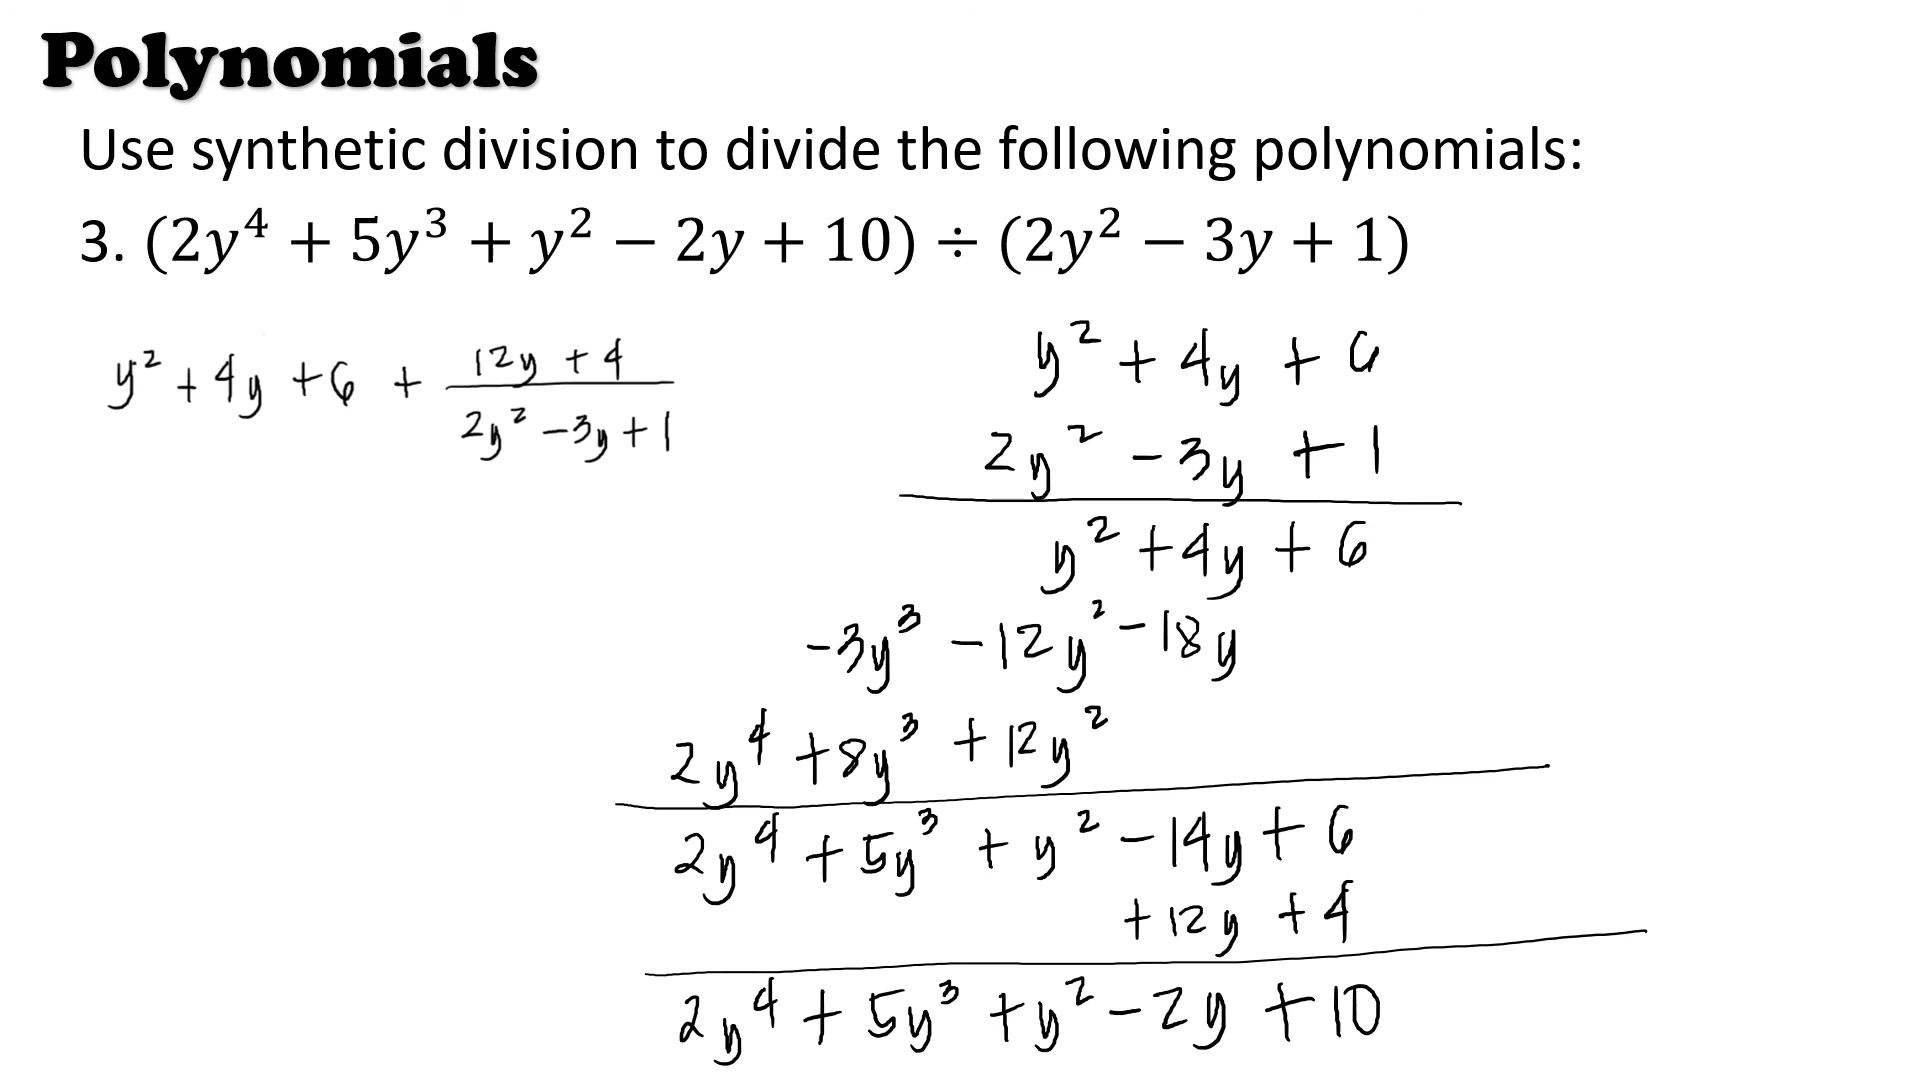 Polynomials
Use synthetic division to divide the following polynomials:
3. (2y⁴ + 5y³ + y² − 2y + 10) ÷ (2y² − 3y + 1)
y² + 4y + 6 + 12y + 4
2y² − 3y + 1
y² + 4y + 6
2y² − 3y + 1
y² + 4y + 6
-3y³ − 12y² − 18y
2y⁴ + 8y³ + 12y²
2y⁴ + 5y³ + y² − 14y + 6
+ 12y + 4
2y⁴ + 5y³ + y² − 2y + 10